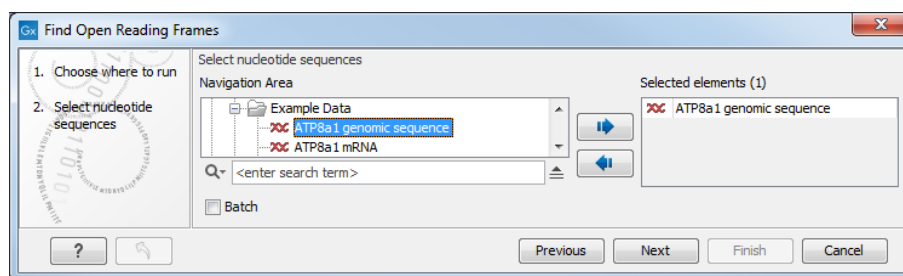 Gx Find Open Reading Frames
1. Choose where to run
2. Select nucleotide
sequences
Select nucleotide sequences
Navigation Area
Example Data
ATP8a1 genomic sequence
ATP8a1 mRNA
<enter search term>
Batch
Selected elements (1)
ATP8a1 genomic sequence
?
Previous
Next
Finish
Cancel